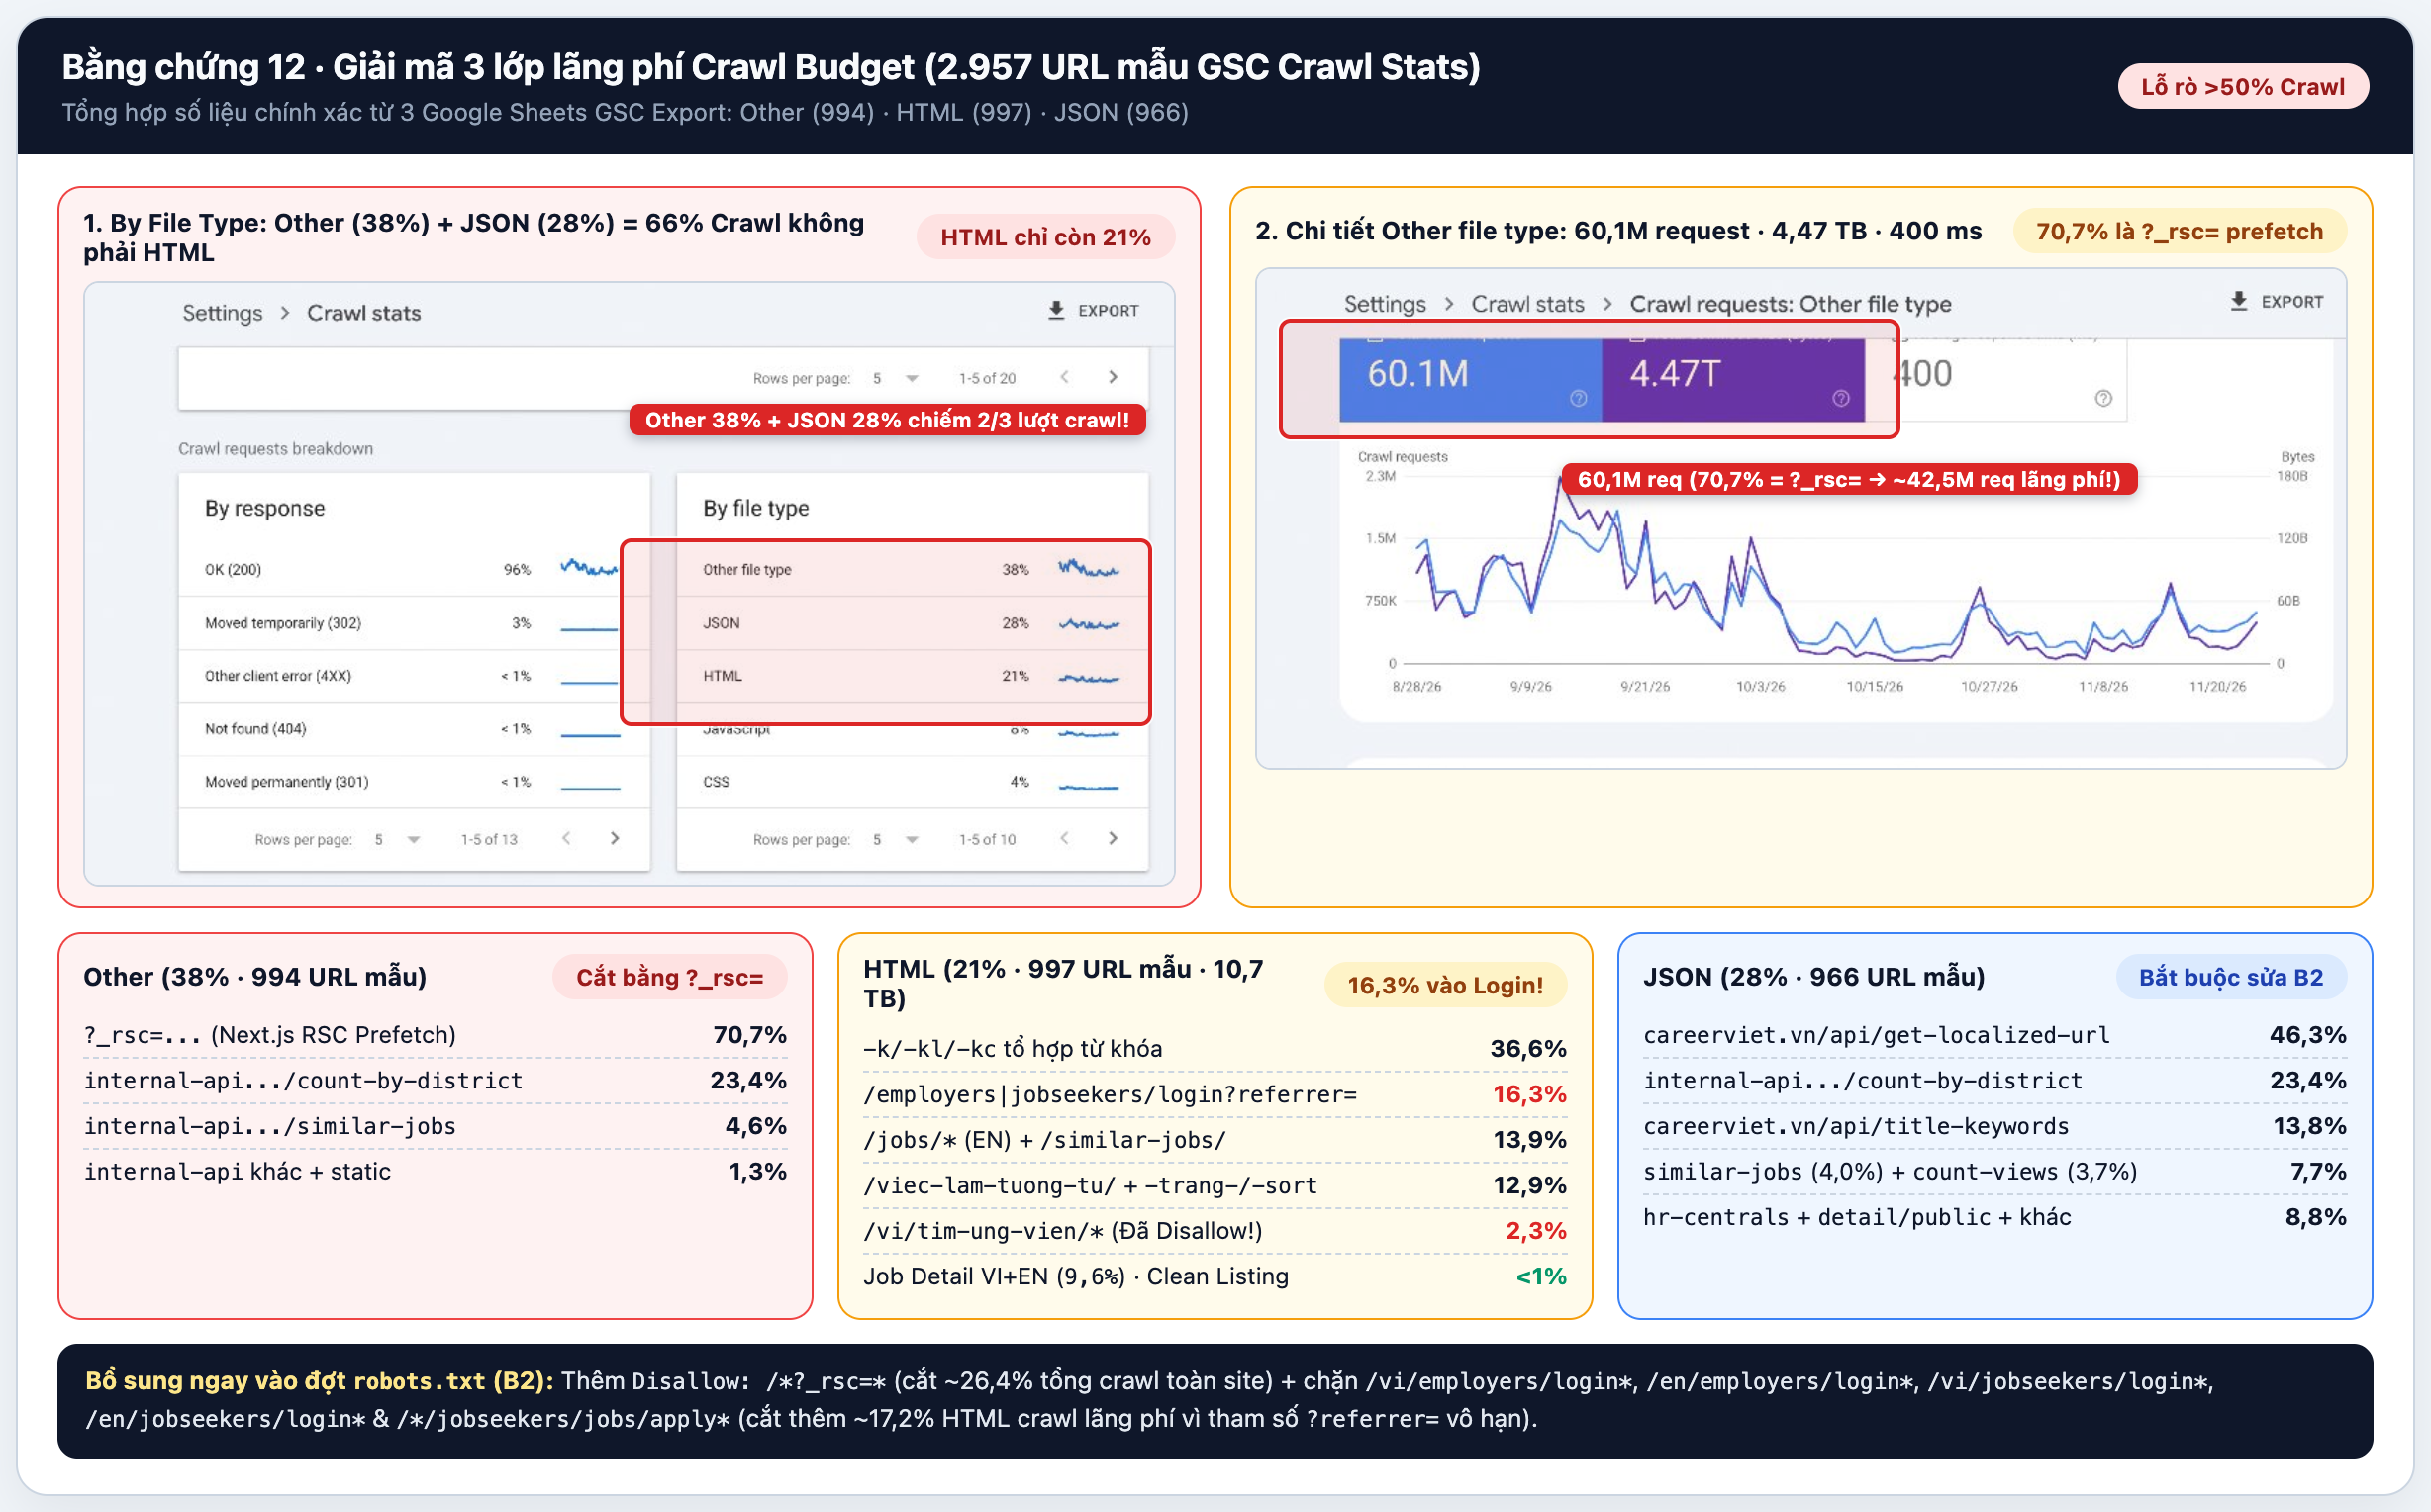 Bằng chứng 12 · Giải mã 3 lớp lãng phí Crawl Budget (2.957 URL mẫu GSC Crawl Stats)
Tổng hợp số liệu chính xác từ 3 Google Sheets GSC Export: Other (994) · HTML (997) · JSON (966)
Lỗ rò >50% Crawl
1. By File Type: Other (38%) + JSON (28%) = 66% Crawl không
phải HTML
HTML chỉ còn 21%
Settings > Crawl stats
EXPORT
Rows per page: 5 1-5 of 20
Other 38% + JSON 28% chiếm 2/3 lượt crawl!
Crawl requests breakdown
By response
OK (200) 96%
Moved temporarily (302) 3%
Other client error (4XX) < 1%
Not found (404) < 1%
Moved permanently (301) < 1%
Rows per page: 5 1-5 of 13
By file type
Other file type 38%
JSON 28%
HTML 21%
JavaScript 8%
CSS 4%
Rows per page: 5 1-5 of 10
2. Chi tiết Other file type: 60,1M request · 4,47 TB · 400 ms
70,7% là ?_rsc= prefetch
Settings > Crawl stats > Crawl requests: Other file type
EXPORT
60.1M
4.47T
400
Crawl requests
Bytes
60,1M req (70,7% = ?_rsc= → ~42,5M req lãng phí!)
2.3M
1.5M
750K
0
180B
120B
60B
0
8/28/26 9/9/26 9/21/26 10/3/26 10/15/26 10/27/26 11/8/26 11/20/26
Other (38% · 994 URL mẫu)
Cắt bằng ?_rsc=
?_rsc=... (Next.js RSC Prefetch) 70,7%
internal-api.../count-by-district 23,4%
internal-api.../similar-jobs 4,6%
internal-api khác + static 1,3%
HTML (21% · 997 URL mẫu · 10,7
TB)
16,3% vào Login!
-k/-kl/-kc tổ hợp từ khóa 36,6%
/employers|jobseekers/login?referrer= 16,3%
/jobs/* (EN) + /similar-jobs/ 13,9%
/viec-lam-tuong-tu/ + -trang-/-sort 12,9%
/vi/tim-ung-vien/* (Đã Disallow!) 2,3%
Job Detail VI+EN (9,6%) · Clean Listing <1%
JSON (28% · 966 URL mẫu)
Bắt buộc sửa B2
careerviet.vn/api/get-localized-url 46,3%
internal-api.../count-by-district 23,4%
careerviet.vn/api/title-keywords 13,8%
similar-jobs (4,0%) + count-views (3,7%) 7,7%
hr-centrals + detail/public + khác 8,8%
Bổ sung ngay vào đợt robots.txt (B2): Thêm Disallow: /*?_rsc=* (cắt ~26,4% tổng crawl toàn site) + chặn /vi/employers/login*, /en/employers/login*, /vi/jobseekers/login*,
/en/jobseekers/login* & /*/jobseekers/jobs/apply* (cắt thêm ~17,2% HTML crawl lãng phí vì tham số ?referrer= vô hạn).